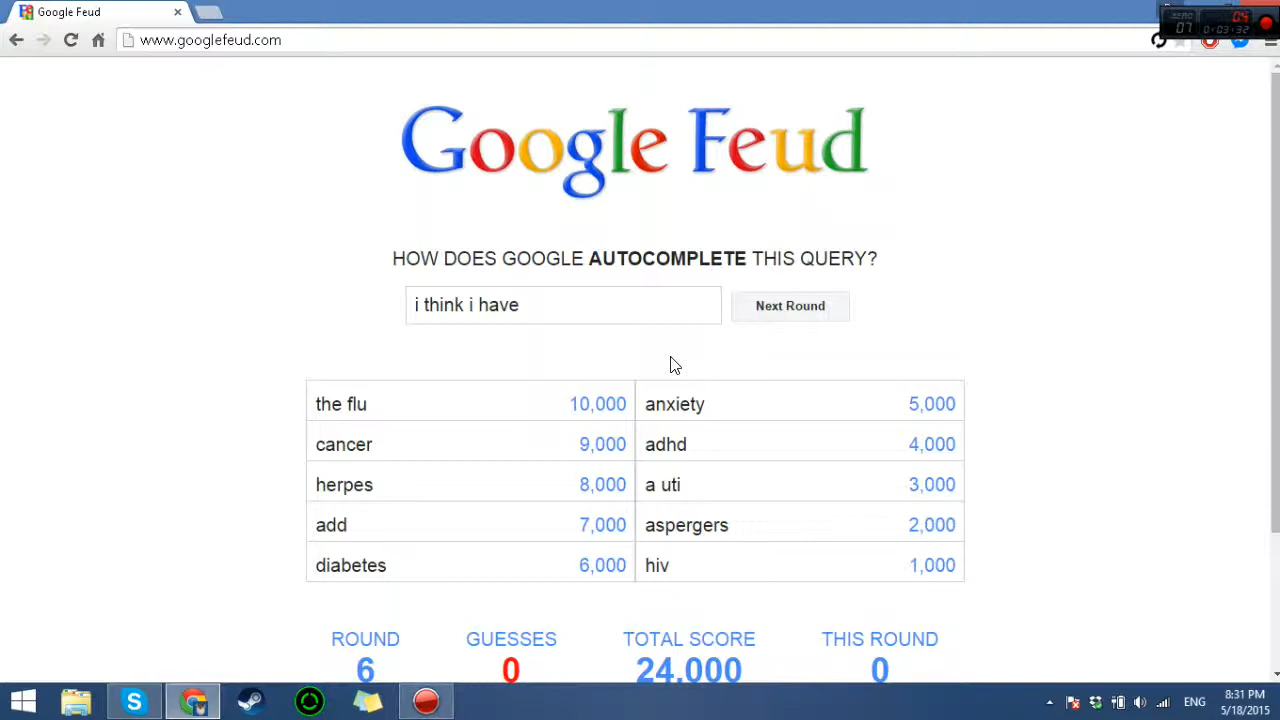 Google Feud
www.googlefeud.com
Google Feud
HOW DOES GOOGLE AUTOCOMPLETE THIS QUERY?
i think i have
Next Round
the flu 10,000 anxiety 5,000
cancer 9,000 adhd 4,000
herpes 8,000 a uti 3,000
add 7,000 aspergers 2,000
diabetes 6,000 hiv 1,000
ROUND GUESSES TOTAL SCORE THIS ROUND
6 0 24,000 0
ENG
8:31 PM
5/18/2015